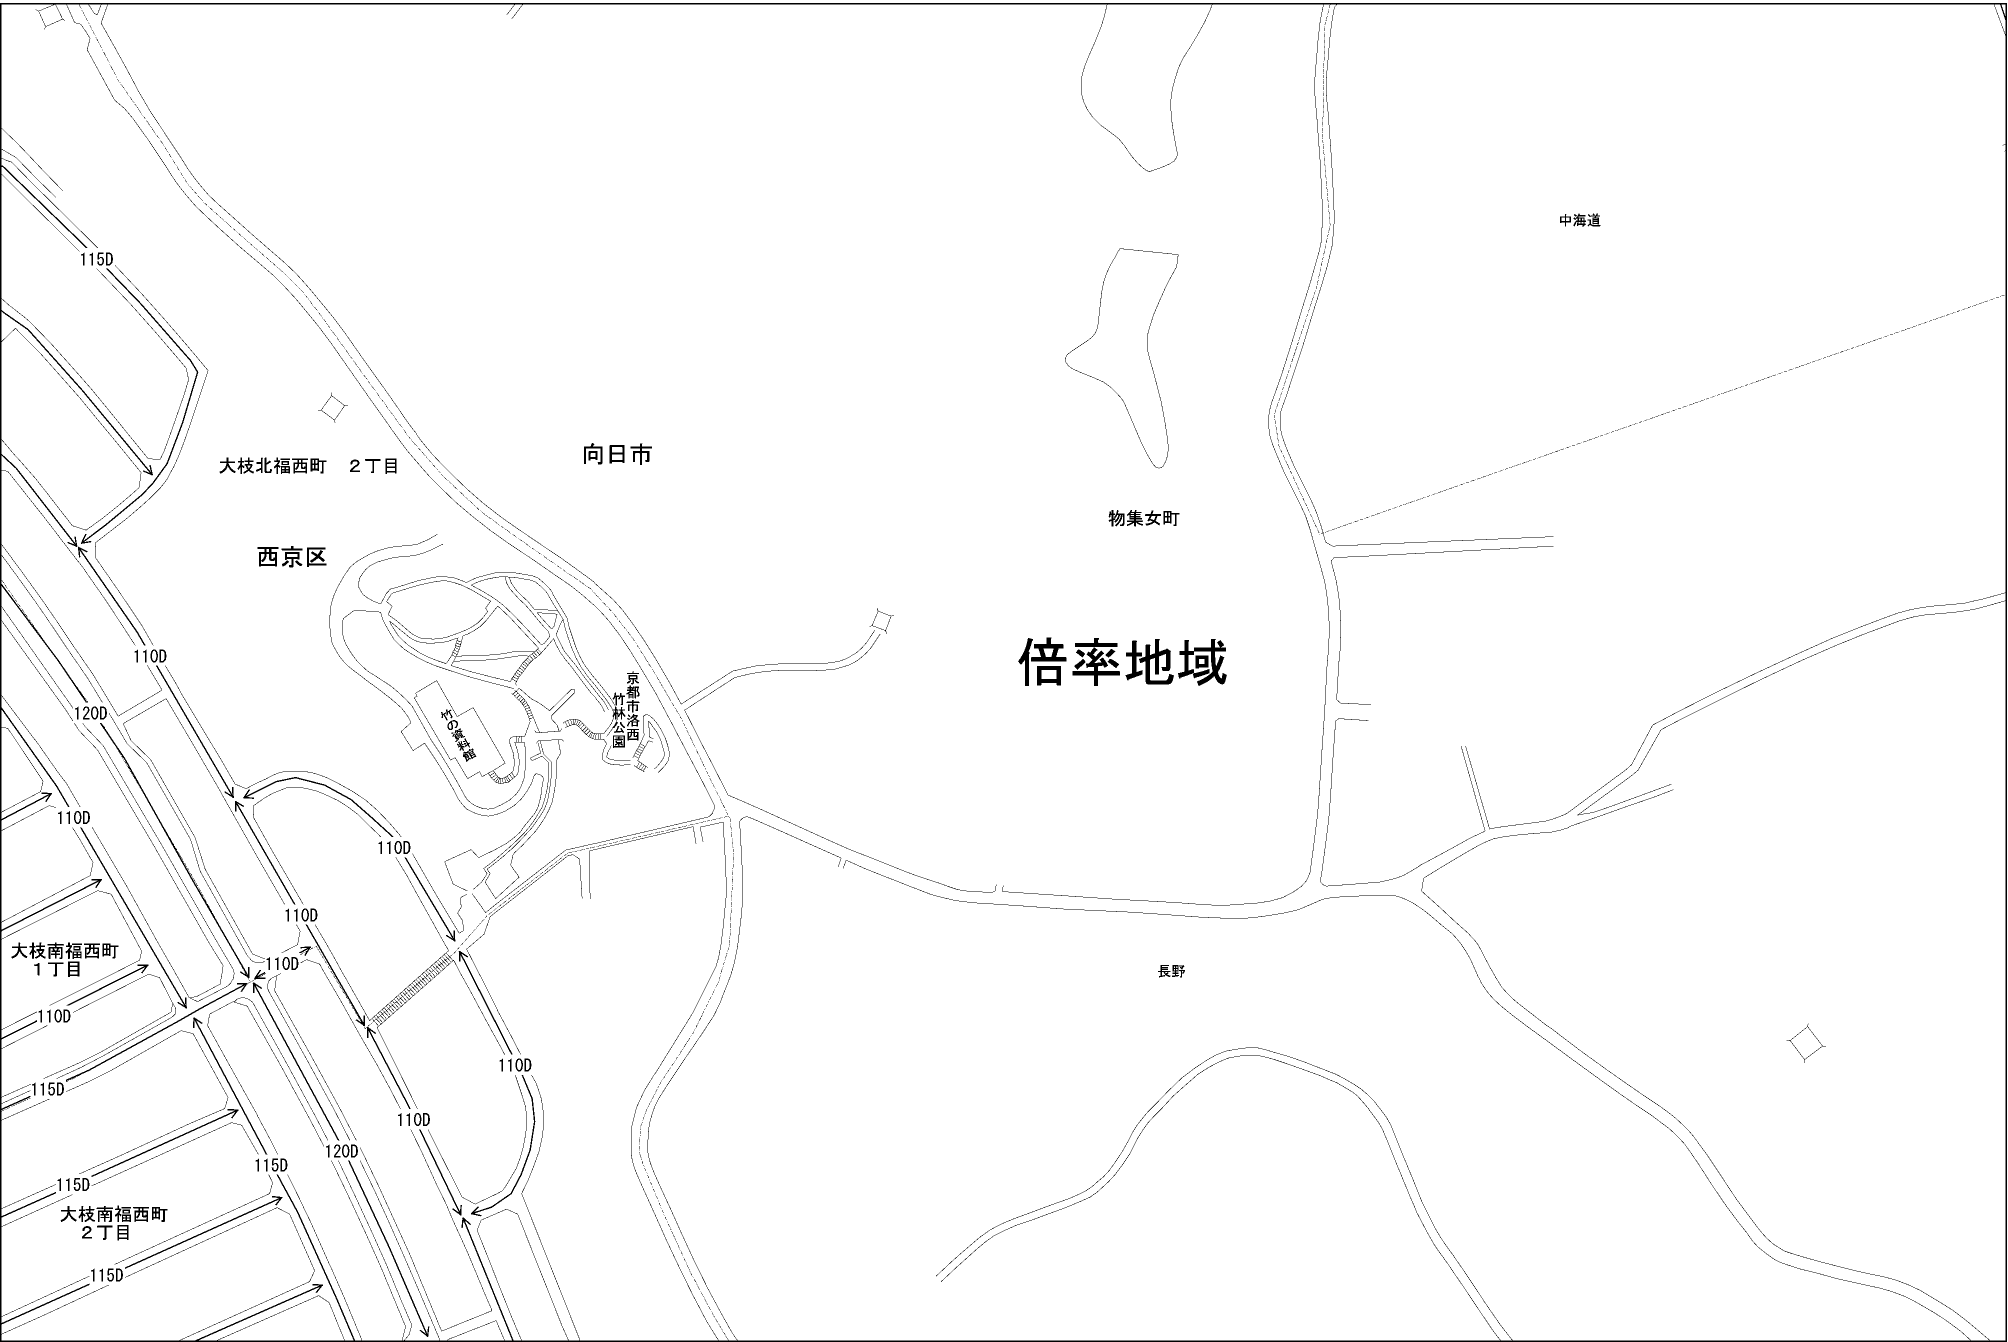 中海道
115D
向日市
大枝北福西町　２丁目
物集女町
西京区
倍率地域
110D
京都市洛西
竹林公園
120D
竹の資料館
110D
110D
110D
大枝南福西町
１丁目
110D
長野
110D
110D
115D
110D
120D
115D
115D
大枝南福西町
２丁目
115D